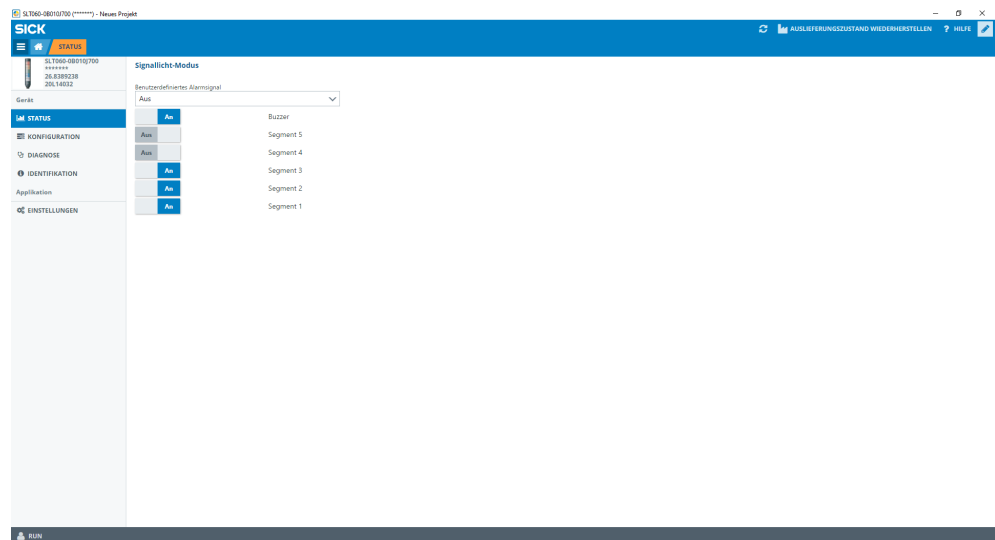 SLT060-0B010J700 (*******) - Neues Projekt
SICK
AUSLIEFERUNGSZUSTAND WIEDERHERSTELLEN
? HILFE
STATUS
SLT060-0B010J700
*******
26.8389238
20L14032
Gerät
STATUS
KONFIGURATION
DIAGNOSE
IDENTIFIKATION
Applikation
EINSTELLUNGEN
Signallicht-Modus
Benutzerdefiniertes Alarmsignal
Aus
An Buzzer
Aus Segment 5
Aus Segment 4
An Segment 3
An Segment 2
An Segment 1
RUN